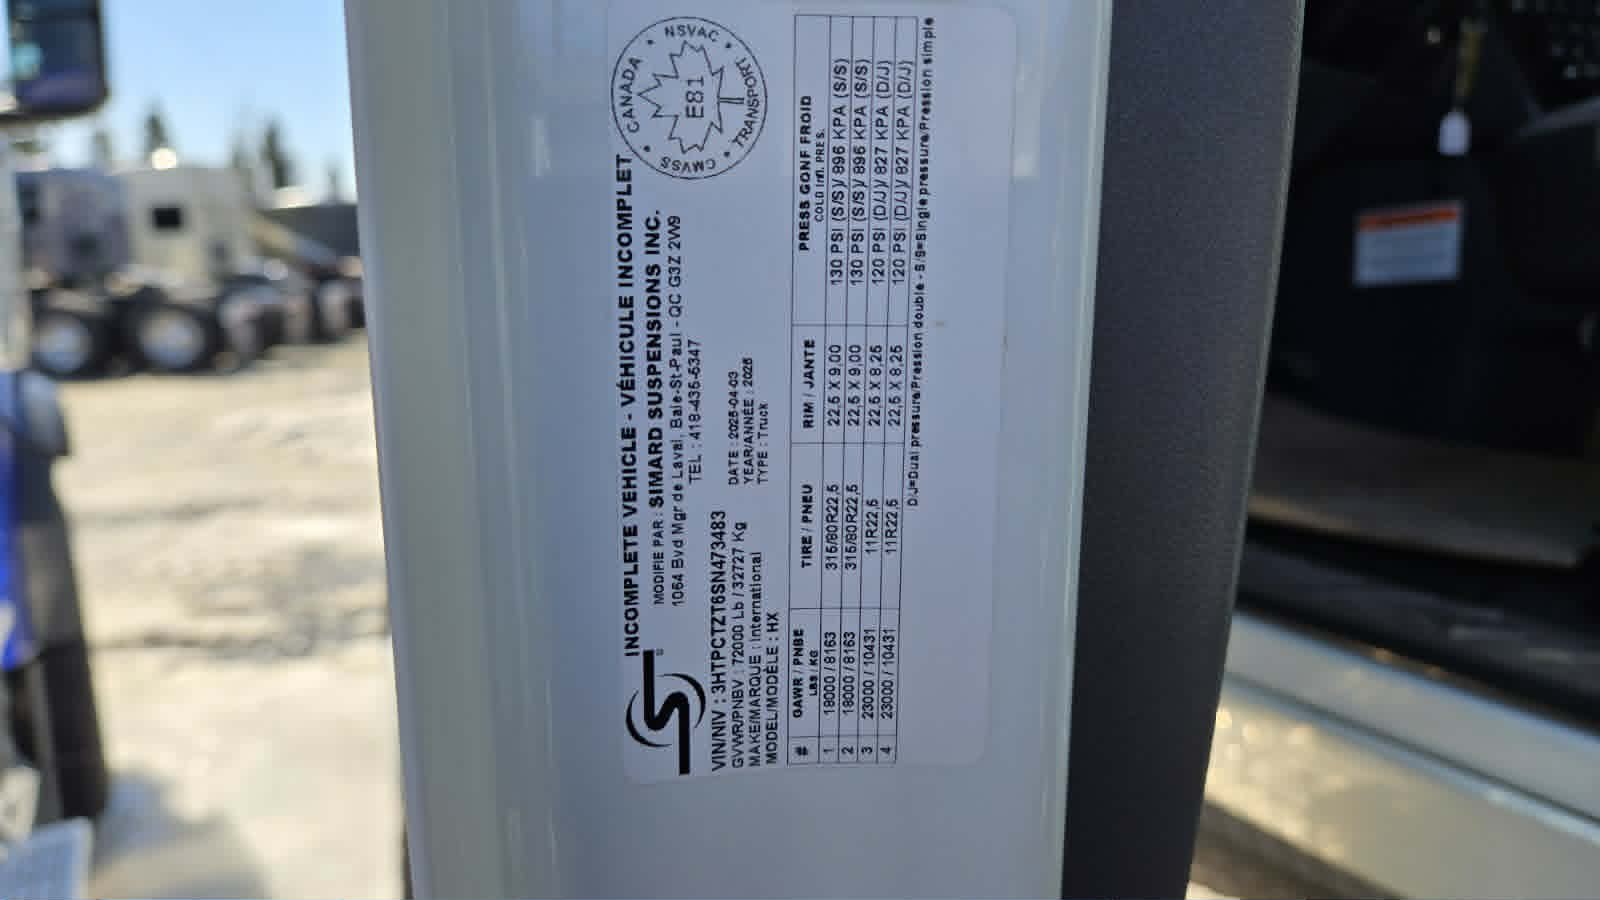 INCOMPLETE VEHICLE - VÉHICULE INCOMPLET
MODIFIE PAR : SIMARD SUSPENSIONS INC.
1064 Bvd Mgr de Laval, Baie-St-Paul - QC G3Z 2W9
TEL : 418-435-5347
CANADA • NSVAC • TRANSPORT • CMVSS •
E81
VIN/NIV : 3HTPCTZT6SN473483
GVWR/PNBV : 72000 Lb / 32727 Kg
MAKE/MARQUE : International
MODEL/MODÈLE : HX
DATE : 2025-04-03
YEAR/ANNÉE : 2025
TYPE : Truck
# GAWR / PNBE LBS / KG TIRE / PNEU RIM / JANTE PRESS GONF FROID COLD Infl. PRES.
1 18000 / 8163 315/80R22,5 22,5 X 9,00 130 PSI (S/S)/ 896 KPA (S/S)
2 18000 / 8163 315/80R22,5 22,5 X 9,00 130 PSI (S/S)/ 896 KPA (S/S)
3 23000 / 10431 11R22,5 22,5 X 8,25 120 PSI (D/J)/ 827 KPA (D/J)
4 23000 / 10431 11R22,5 22,5 X 8,25 120 PSI (D/J)/ 827 KPA (D/J)
D/J=Dual pressure/Pression double - S/S=Single pressure/Pression simple